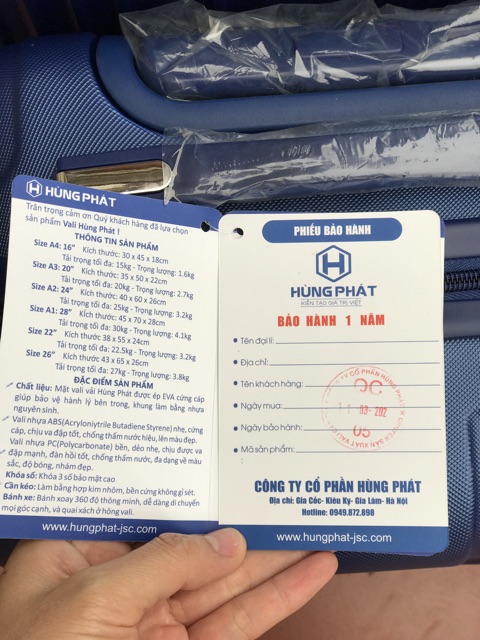 HÙNG PHÁT
Trân trọng cảm ơn Quý khách hàng đã lựa chọn
sản phẩm Vali Hùng Phát !
THÔNG TIN SẢN PHẨM
Size A4: 16" Kích thước: 30 x 45 x 18cm
Tải trọng tối đa: 15kg - Trọng lượng: 1.6kg
Size A3: 20" Kích thước: 35 x 50 x 22cm
Tải trọng tối đa: 20kg - Trọng lượng: 2.7kg
Size A2: 24" Kích thước: 40 x 60 x 26cm
Tải trọng tối đa: 25kg - Trọng lượng: 3.2kg
Size A1: 28" Kích thước: 45 x 70 x 28cm
Tải trọng tối đa: 30kg - Trọng lượng: 4.1kg
Size 22" Kích thước: 38 x 55 x 24cm
Tải trọng tối đa: 22.5kg - Trọng lượng: 3.2kg
Size 26" Kích thước: 43 x 65 x 26cm
Tải trọng tối đa: 27kg - Trọng lượng: 3.8kg
ĐẶC ĐIỂM SẢN PHẨM
Chất liệu: Mặt vali vải Hùng Phát được ép EVA cứng cáp
giúp bảo vệ hành lý bên trong, khung làm bằng nhựa
nguyên sinh.
Vali nhựa ABS(Acryloniytrile Butadiene Styrene) nhẹ, cứng
cáp, chịu va đập tốt, chống thấm nước hiệu, lên màu đẹp.
Vali nhựa PC(Polycarbonate) bền, dẻo nhẹ, chịu được va
đập mạnh, đàn hồi tốt, chống thấm nước, đa dạng về màu
sắc, độ bóng, nhám đẹp.
Khóa số: Khóa 3 số bảo mật cao
Cần kéo: Làm bằng hợp kim nhôm, bền cứng không gỉ sét.
Bánh xe: Bánh xoay 360 độ thông minh, dễ dàng di chuyển
mọi góc cạnh, và quai xách ở hông vali.
www.hungphat-jsc.com
PHIẾU BẢO HÀNH
HÙNG PHÁT
KIẾN TẠO GIÁ TRỊ VIỆT
BẢO HÀNH 1 NĂM
Tên đại lí:
Địa chỉ:
Tên khách hàng:
Ngày mua:
Ngày bảo hành:
Mã sản phẩm:
CTY CỔ PHẦN HÙNG PHÁT
QC
03-202
05
CÔNG TY CỔ PHẦN HÙNG PHÁT
Địa chỉ: Gia Cốc- Kiêu Kỵ- Gia Lâm- Hà Nội
Hotline: 0949.872.898
www.hungphat-jsc.com